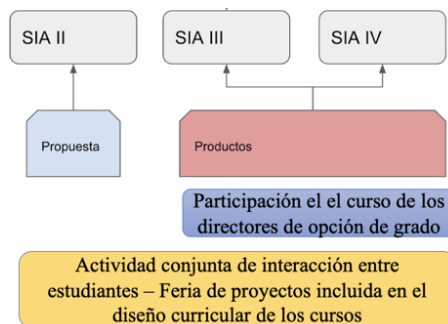 SIA II
SIA III
SIA IV
Propuesta
Productos
Participación el el curso de los
directores de opción de grado
Actividad conjunta de interacción entre
estudiantes – Feria de proyectos incluida en el
diseño curricular de los cursos